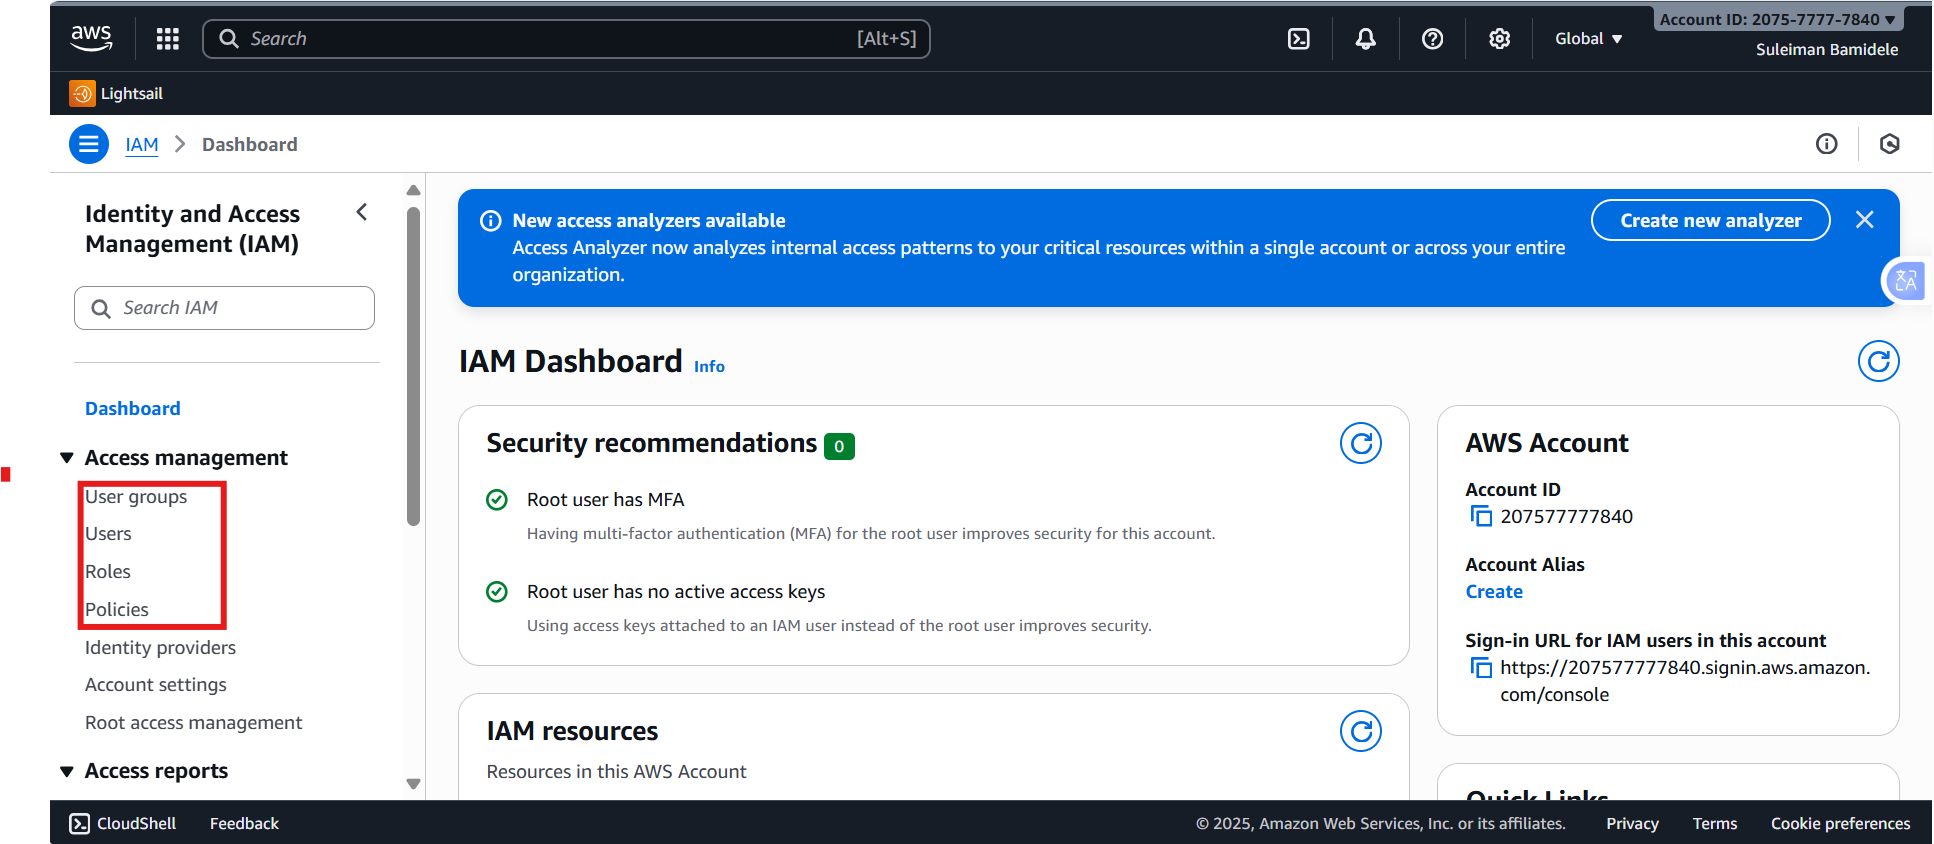 aws
Search
[Alt+S]
Global
Account ID: 2075-7777-7840
Suleiman Bamidele
Lightsail
IAM
Dashboard
Identity and Access
Management (IAM)
Search IAM
Dashboard
Access management
User groups
Users
Roles
Policies
Identity providers
Account settings
Root access management
Access reports
New access analyzers available
Access Analyzer now analyzes internal access patterns to your critical resources within a single account or across your entire
organization.
Create new analyzer
IAM Dashboard Info
Security recommendations 0
Root user has MFA
Having multi-factor authentication (MFA) for the root user improves security for this account.
Root user has no active access keys
Using access keys attached to an IAM user instead of the root user improves security.
IAM resources
Resources in this AWS Account
AWS Account
Account ID
207577777840
Account Alias
Create
Sign-in URL for IAM users in this account
https://207577777840.signin.aws.amazon.
com/console
Quick Links
CloudShell
Feedback
© 2025, Amazon Web Services, Inc. or its affiliates.
Privacy
Terms
Cookie preferences